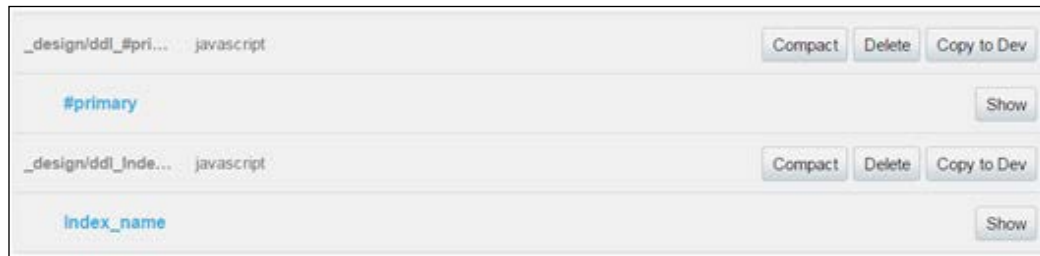 _design/ddl_#pri... javascript Compact Delete Copy to Dev
#primary Show
_design/ddl_Inde... javascript Compact Delete Copy to Dev
Index_name Show